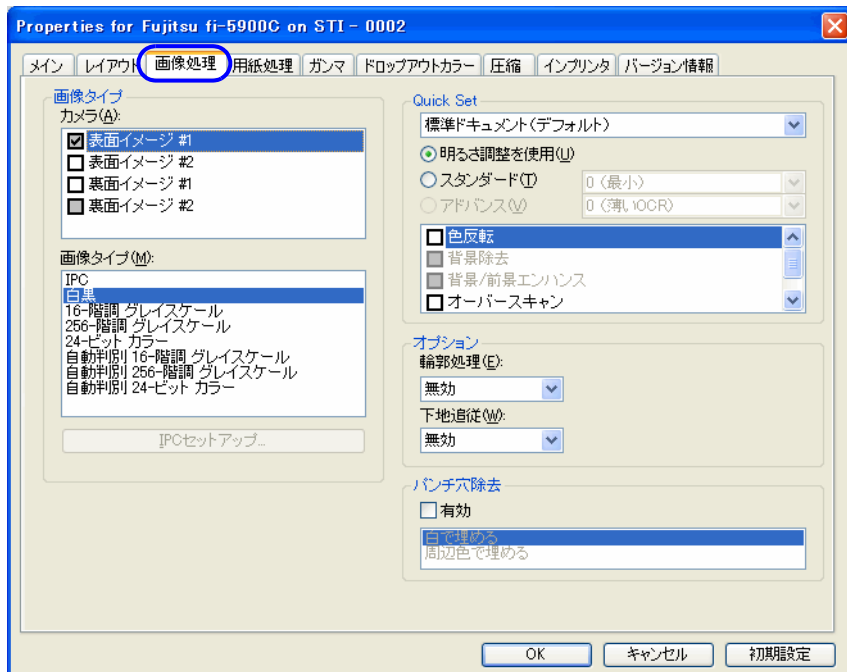 Properties for Fujitsu fi-5900C on STI - 0002
メイン レイアウト 画像処理 用紙処理 ガンマ ドロップアウトカラー 圧縮 インプリンタ バージョン情報
画像タイプ
カメラ(A):
表面イメージ #1
表面イメージ #2
裏面イメージ #1
裏面イメージ #2
画像タイプ(M):
IPC
白黒
16-階調 グレイスケール
256-階調 グレイスケール
24-ビット カラー
自動判別 16-階調 グレイスケール
自動判別 256-階調 グレイスケール
自動判別 24-ビット カラー
IPCセットアップ...
Quick Set
標準ドキュメント(デフォルト)
明るさ調整を使用(U)
スタンダード(T) 0 (最小)
アドバンス(V) 0 (薄いOCR)
色反転
背景除去
背景/前景エンハンス
オーバースキャン
オプション
輪郭処理(E):
無効
下地追従(W):
無効
パンチ穴除去
有効
白で埋める
周辺色で埋める
OK キャンセル 初期設定